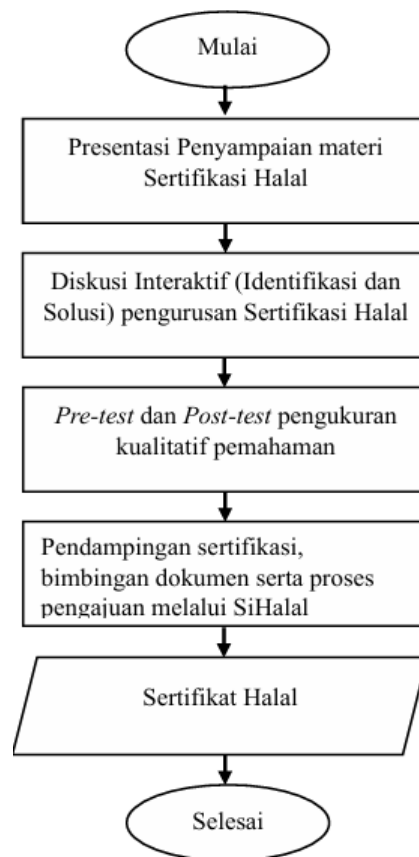 Mulai
Presentasi Penyampaian materi
Sertifikasi Halal
Diskusi Interaktif (Identifikasi dan
Solusi) pengurusan Sertifikasi Halal
Pre-test dan Post-test pengukuran
kualitatif pemahaman
Pendampingan sertifikasi,
bimbingan dokumen serta proses
pengajuan melalui SiHalal
Sertifikat Halal
Selesai